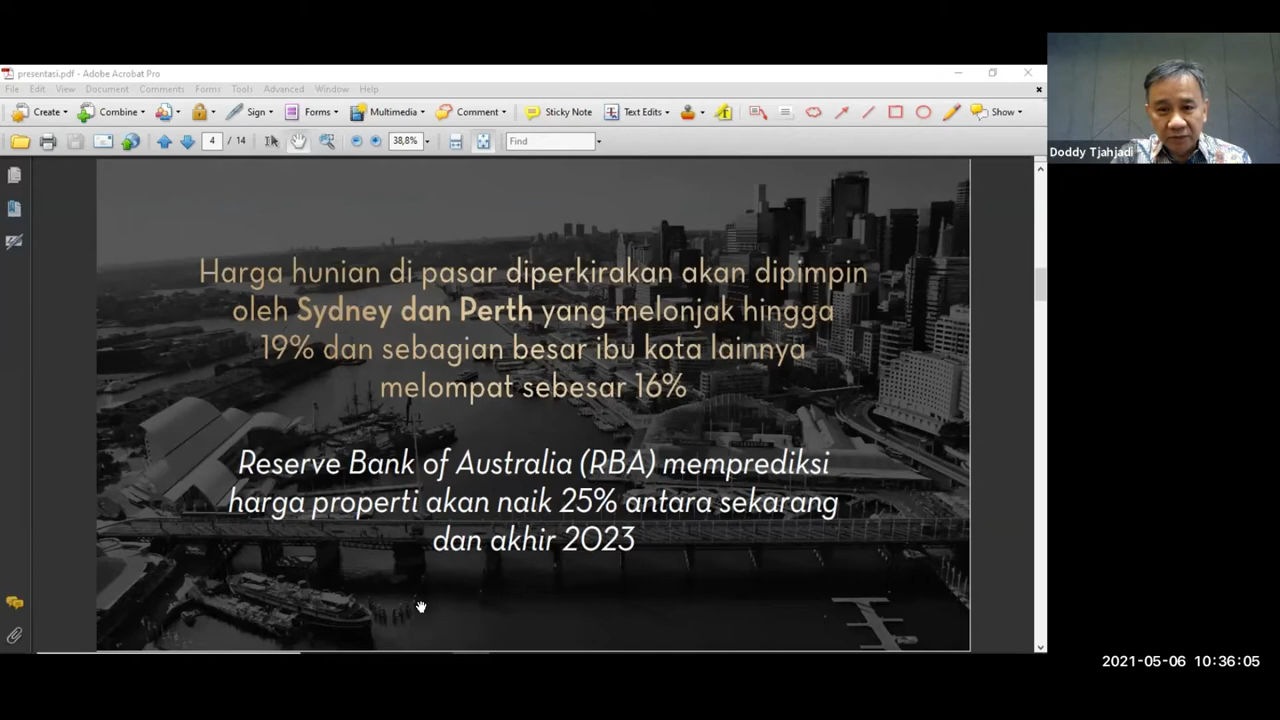 presentasi.pdf - Adobe Acrobat Pro
File Edit View Document Comments Forms Tools Advanced Window Help
Create Combine Sign Forms Multimedia Comment Sticky Note Text Edits Show
4 / 14 38,8% Find
Doddy Tjahjadi
Harga hunian di pasar diperkirakan akan dipimpin
oleh Sydney dan Perth yang melonjak hingga
19% dan sebagian besar ibu kota lainnya
melompat sebesar 16%
Reserve Bank of Australia (RBA) memprediksi
harga properti akan naik 25% antara sekarang
dan akhir 2023
2021-05-06 10:36:05